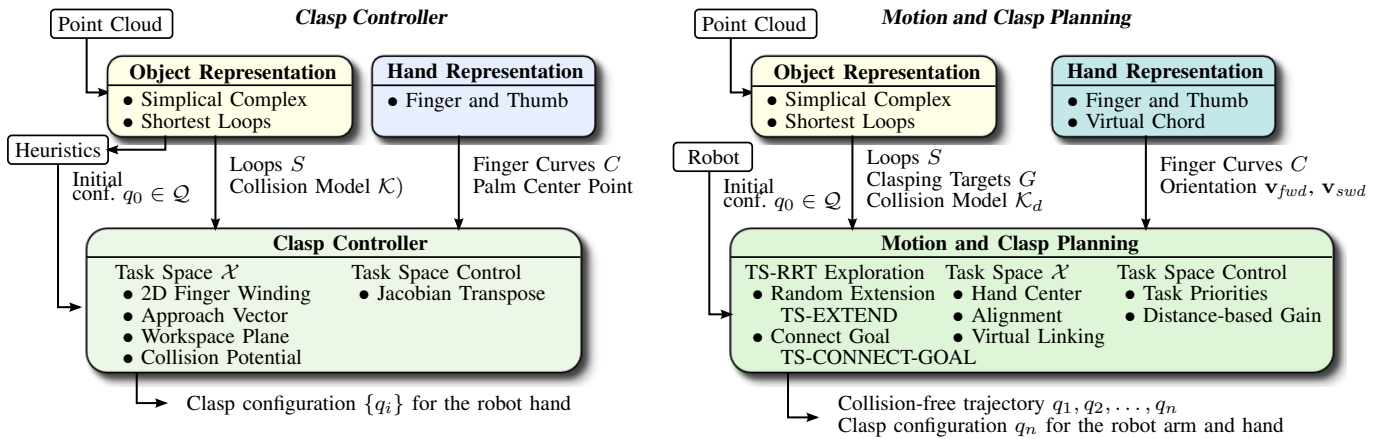 Clasp Controller
Point Cloud
Object Representation
● Simplical Complex
● Shortest Loops
Hand Representation
● Finger and Thumb
Heuristics
Initial
conf. q₀ ∈ 𝒬
Loops S
Collision Model 𝒦)
Finger Curves C
Palm Center Point
Clasp Controller
Task Space 𝒳
● 2D Finger Winding
● Approach Vector
● Workspace Plane
● Collision Potential
Task Space Control
● Jacobian Transpose
Clasp configuration {qᵢ} for the robot hand
Motion and Clasp Planning
Point Cloud
Object Representation
● Simplical Complex
● Shortest Loops
Hand Representation
● Finger and Thumb
● Virtual Chord
Robot
Initial
conf. q₀ ∈ 𝒬
Loops S
Clasping Targets G
Collision Model 𝒦_d
Finger Curves C
Orientation v_fwd, v_swd
Motion and Clasp Planning
TS-RRT Exploration
● Random Extension
TS-EXTEND
● Connect Goal
TS-CONNECT-GOAL
Task Space 𝒳
● Hand Center
● Alignment
● Virtual Linking
Task Space Control
● Task Priorities
● Distance-based Gain
Collision-free trajectory q₁, q₂, . . . , qₙ
Clasp configuration qₙ for the robot arm and hand